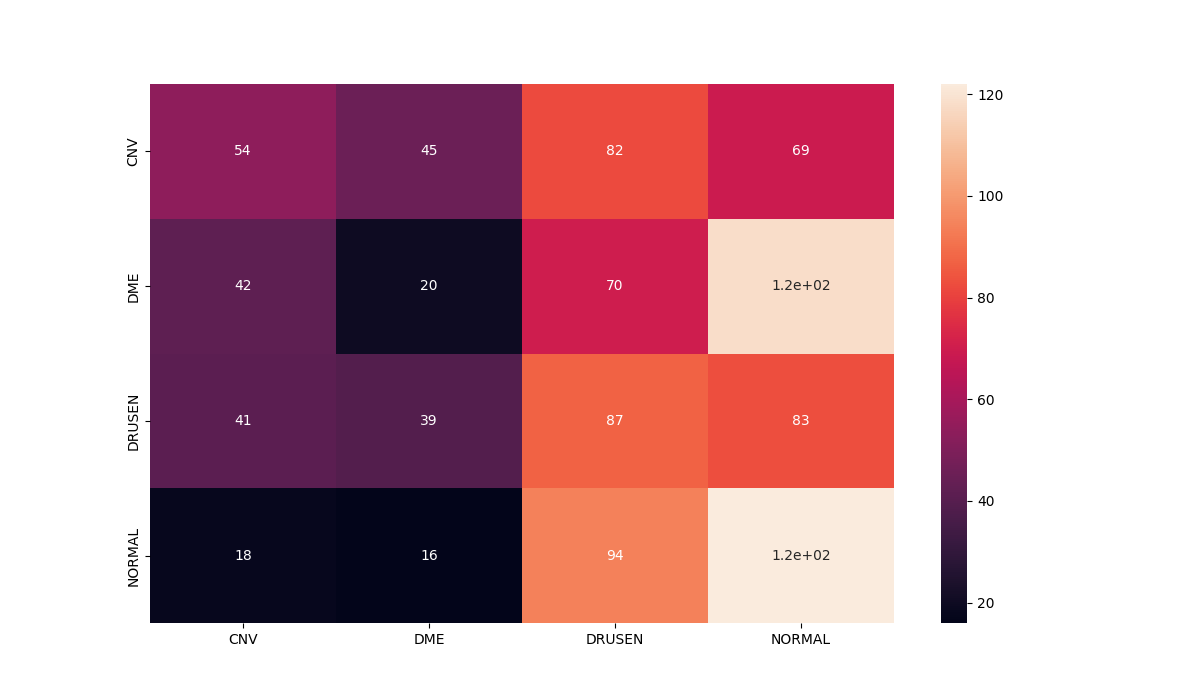 CNV 54 45 82 69
DME 42 20 70 1.2e+02
DRUSEN 41 39 87 83
NORMAL 18 16 94 1.2e+02
CNV DME DRUSEN NORMAL
120
100
80
60
40
20